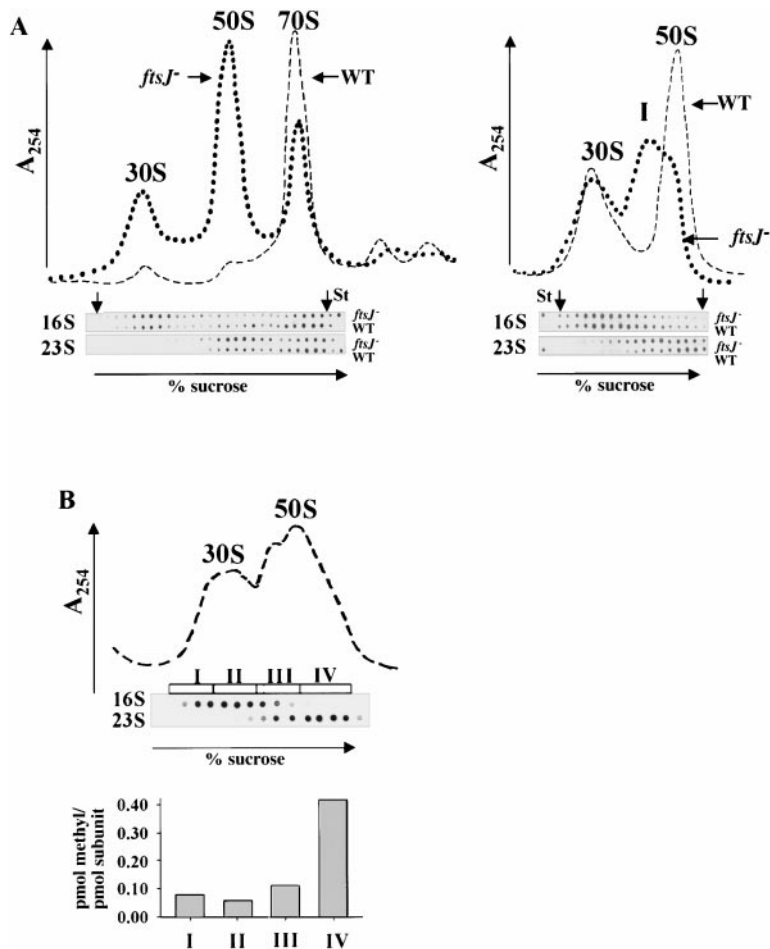 A
50S
70S
ftsJ-
WT
30S
A254
St
16S
ftsJ-
WT
23S
ftsJ-
WT
% sucrose
50S
WT
I
30S
ftsJ-
A254
St
16S
ftsJ-
WT
23S
ftsJ-
WT
% sucrose
B
50S
30S
A254
I II III IV
16S
23S
% sucrose
pmol methyl/
pmol subunit
0.40
0.30
0.20
0.10
0.00
I II III IV